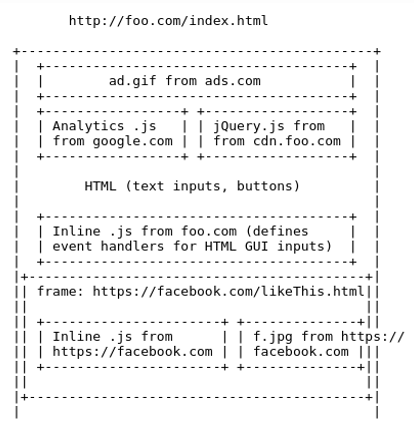 http://foo.com/index.html
ad.gif from ads.com
Analytics .js jQuery.js from
from google.com from cdn.foo.com
HTML (text inputs, buttons)
Inline .js from foo.com (defines
event handlers for HTML GUI inputs)
frame: https://facebook.com/likeThis.html
Inline .js from f.jpg from https://
https://facebook.com facebook.com